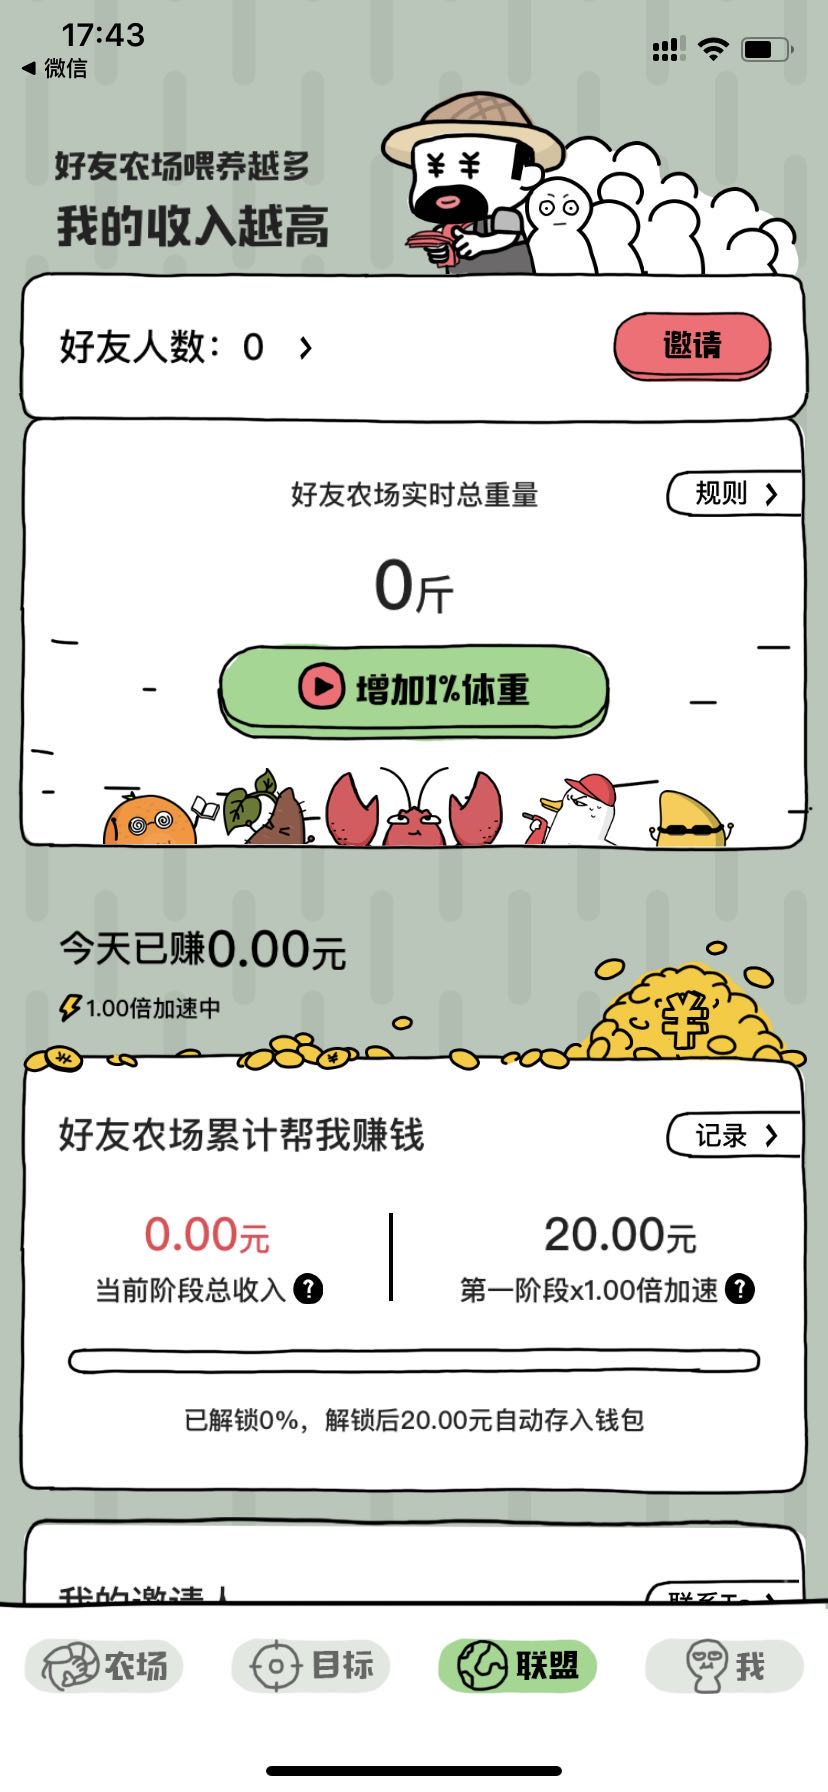 17:43
微信
好友农场喂养越多
我的收入越高
好友人数：0
邀请
好友农场实时总重量
规则
0斤
增加1%体重
今天已赚0.00元
1.00倍加速中
好友农场累计帮我赚钱
记录
0.00元
20.00元
当前阶段总收入
第一阶段x1.00倍加速
已解锁0%，解锁后20.00元自动存入钱包
我的邀请人
联系Ta
农场
目标
联盟
我